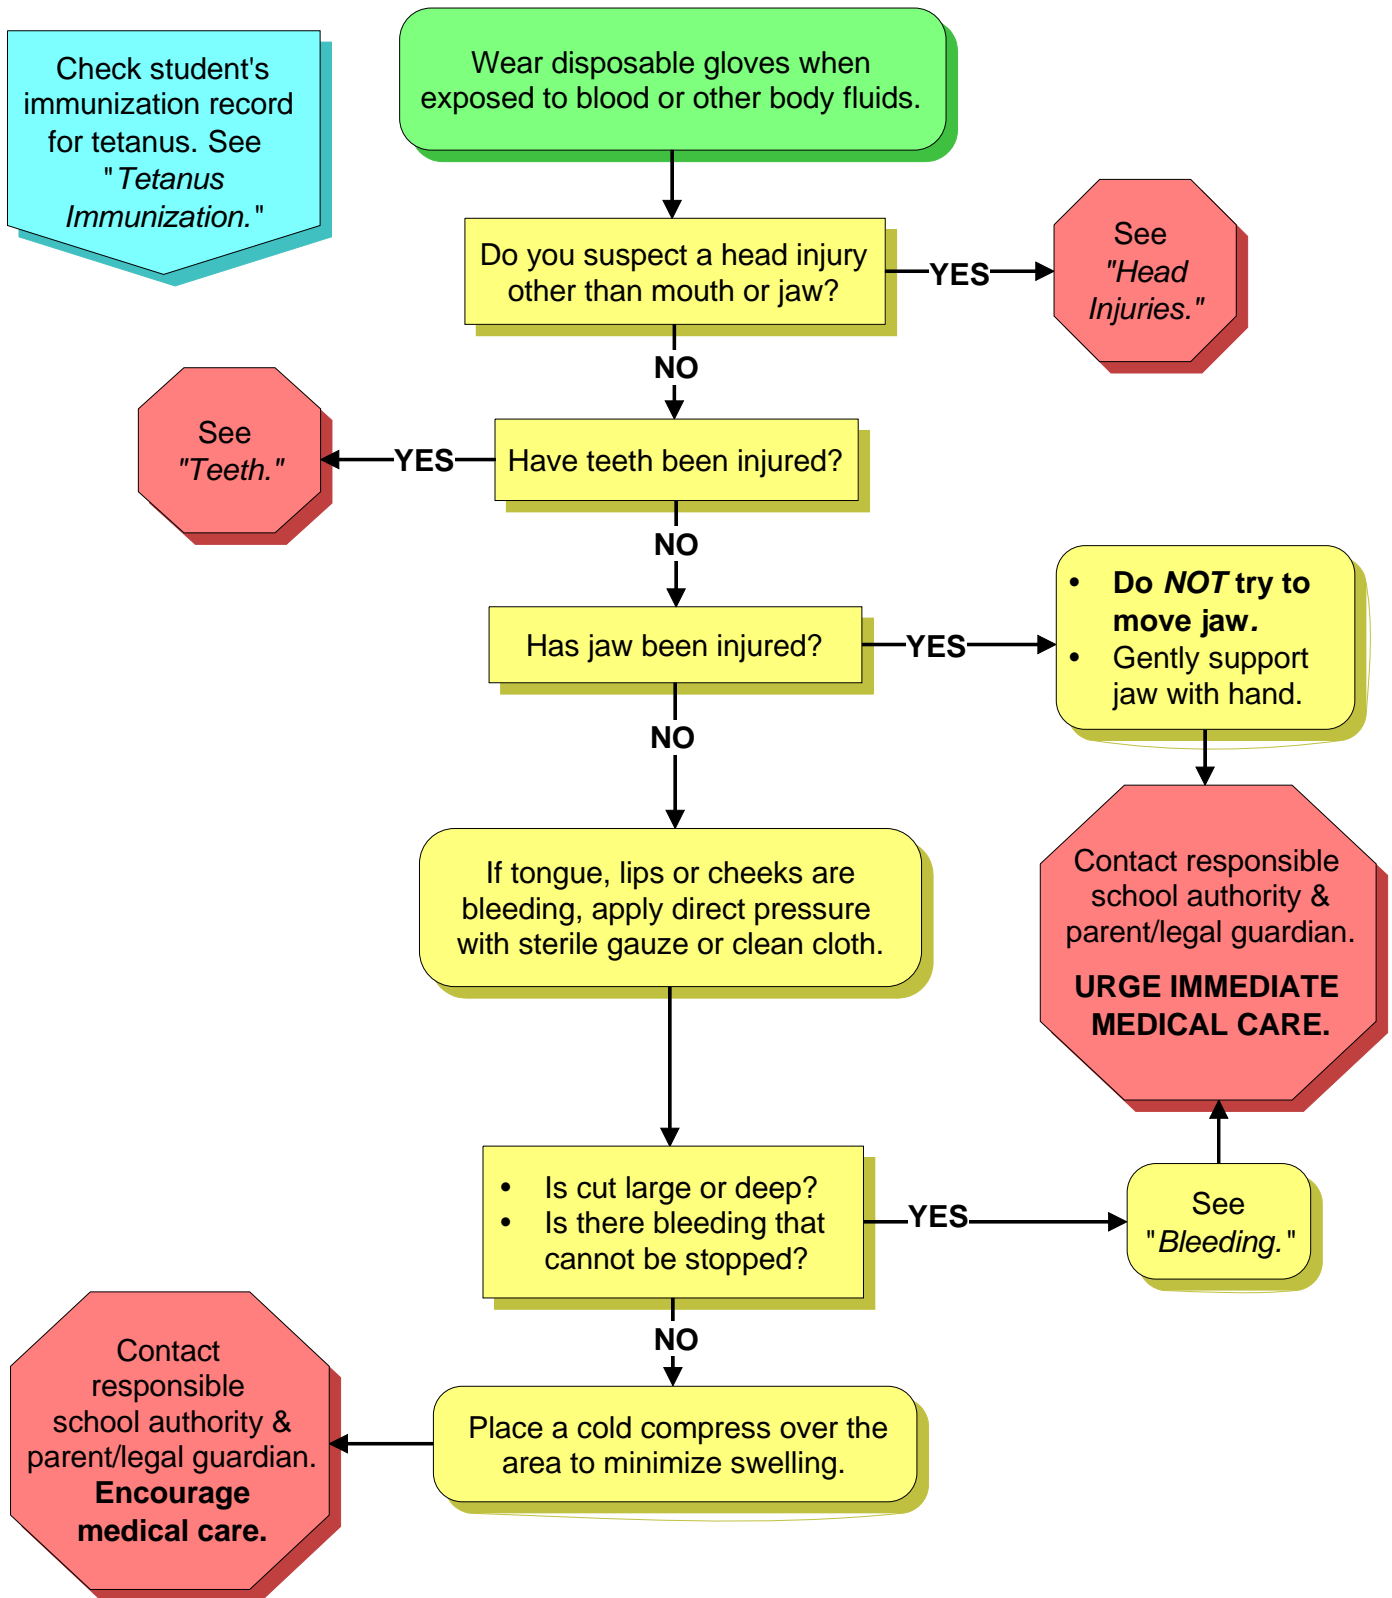 Check student's
immunization record
for tetanus. See
"Tetanus
Immunization."
Wear disposable gloves when
exposed to blood or other body fluids.
Do you suspect a head injury
other than mouth or jaw?
YES
See
"Head
Injuries."
NO
Have teeth been injured?
YES
See
"Teeth."
NO
Has jaw been injured?
YES
• Do NOT try to
move jaw.
• Gently support
jaw with hand.
NO
If tongue, lips or cheeks are
bleeding, apply direct pressure
with sterile gauze or clean cloth.
Contact responsible
school authority &
parent/legal guardian.
URGE IMMEDIATE
MEDICAL CARE.
• Is cut large or deep?
• Is there bleeding that
cannot be stopped?
YES
See
"Bleeding."
NO
Place a cold compress over the
area to minimize swelling.
Contact
responsible
school authority &
parent/legal guardian.
Encourage
medical care.